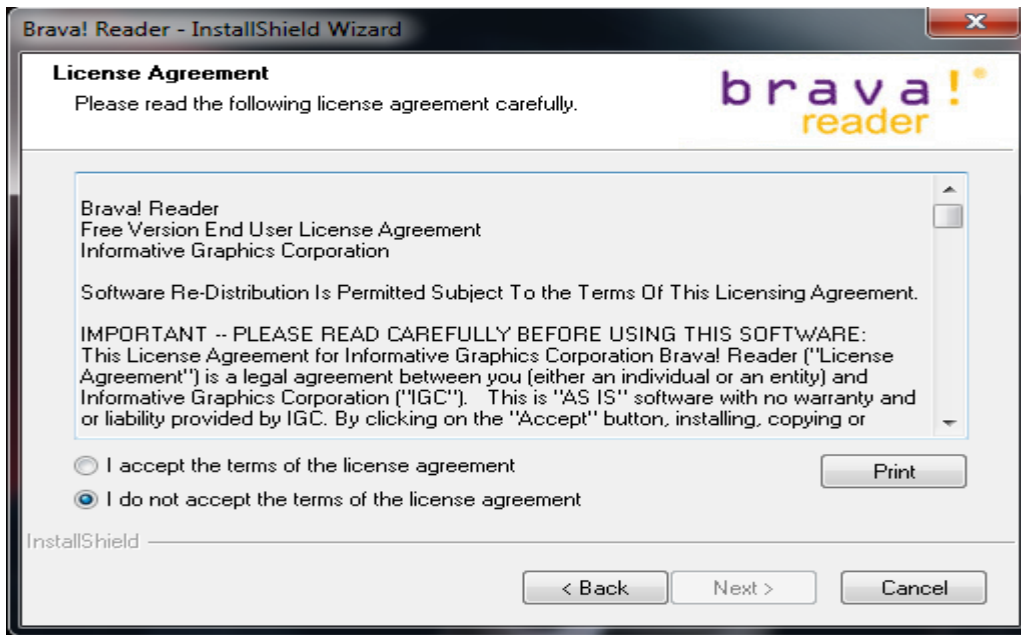 Brava! Reader - InstallShield Wizard
License Agreement
Please read the following license agreement carefully.
brava!
reader
Brava! Reader
Free Version End User License Agreement
Informative Graphics Corporation
Software Re-Distribution Is Permitted Subject To the Terms Of This Licensing Agreement.
IMPORTANT -- PLEASE READ CAREFULLY BEFORE USING THIS SOFTWARE:
This License Agreement for Informative Graphics Corporation Brava! Reader ("License
Agreement") is a legal agreement between you (either an individual or an entity) and
Informative Graphics Corporation ("IGC").   This is "AS IS" software with no warranty and
or liability provided by IGC. By clicking on the "Accept" button, installing, copying or
I accept the terms of the license agreement
Print
I do not accept the terms of the license agreement
InstallShield
< Back
Next >
Cancel